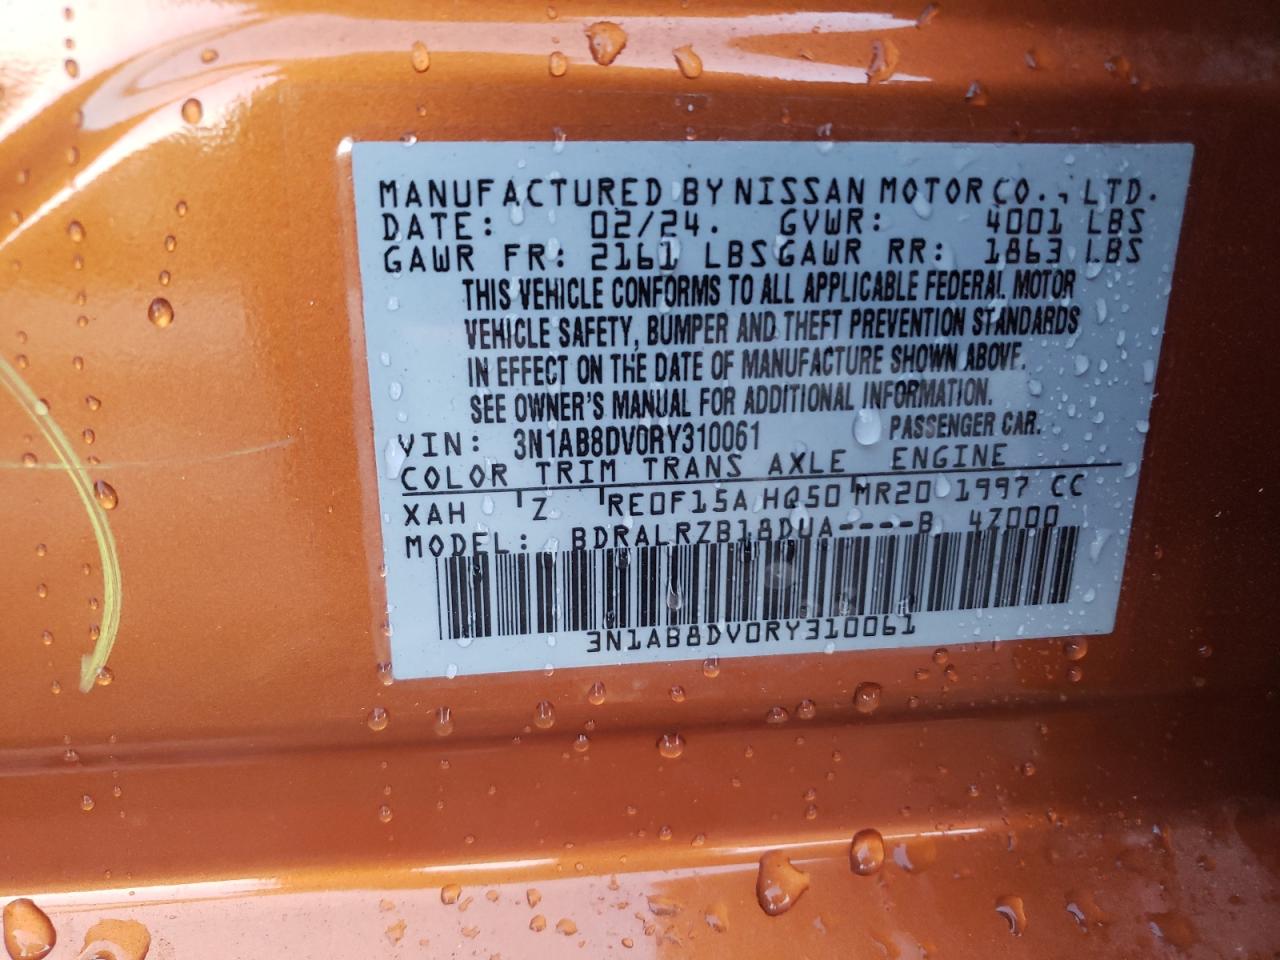 MANUFACTURED BY NISSAN MOTOR CO., LTD.
DATE: 02/24. GVWR: 4001 LBS
GAWR FR: 2161 LBS GAWR RR: 1863 LBS
THIS VEHICLE CONFORMS TO ALL APPLICABLE FEDERAL MOTOR
VEHICLE SAFETY, BUMPER AND THEFT PREVENTION STANDARDS
IN EFFECT ON THE DATE OF MANUFACTURE SHOWN ABOVE.
SEE OWNER'S MANUAL FOR ADDITIONAL INFORMATION.
VIN: 3N1AB8DV0RY310061 PASSENGER CAR.
COLOR TRIM TRANS AXLE ENGINE
XAH Z RE0F15A HQ50 MR20 1997 CC
MODEL: BDRALRZB18DUA----B 47000
3N1AB8DV0RY310061